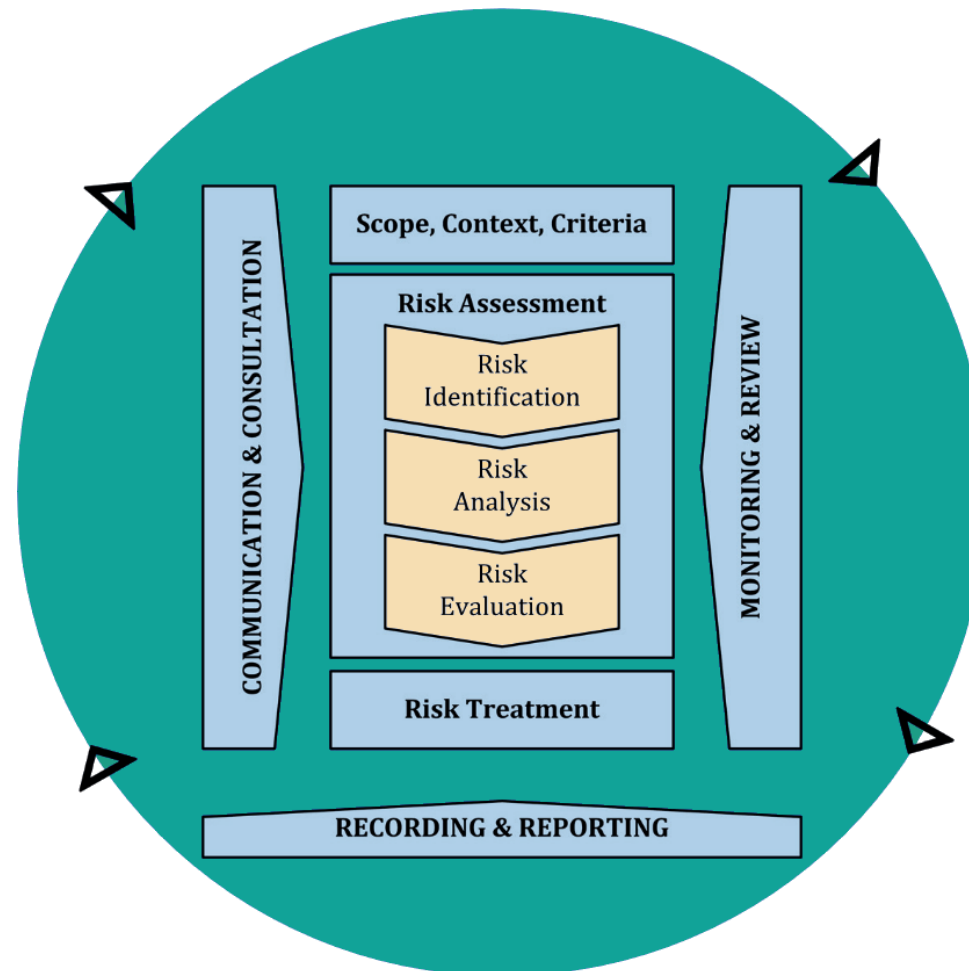 Scope, Context, Criteria
Risk Assessment
Risk
Identification
Risk
Analysis
Risk
Evaluation
Risk Treatment
COMMUNICATION & CONSULTATION
MONITORING & REVIEW
RECORDING & REPORTING